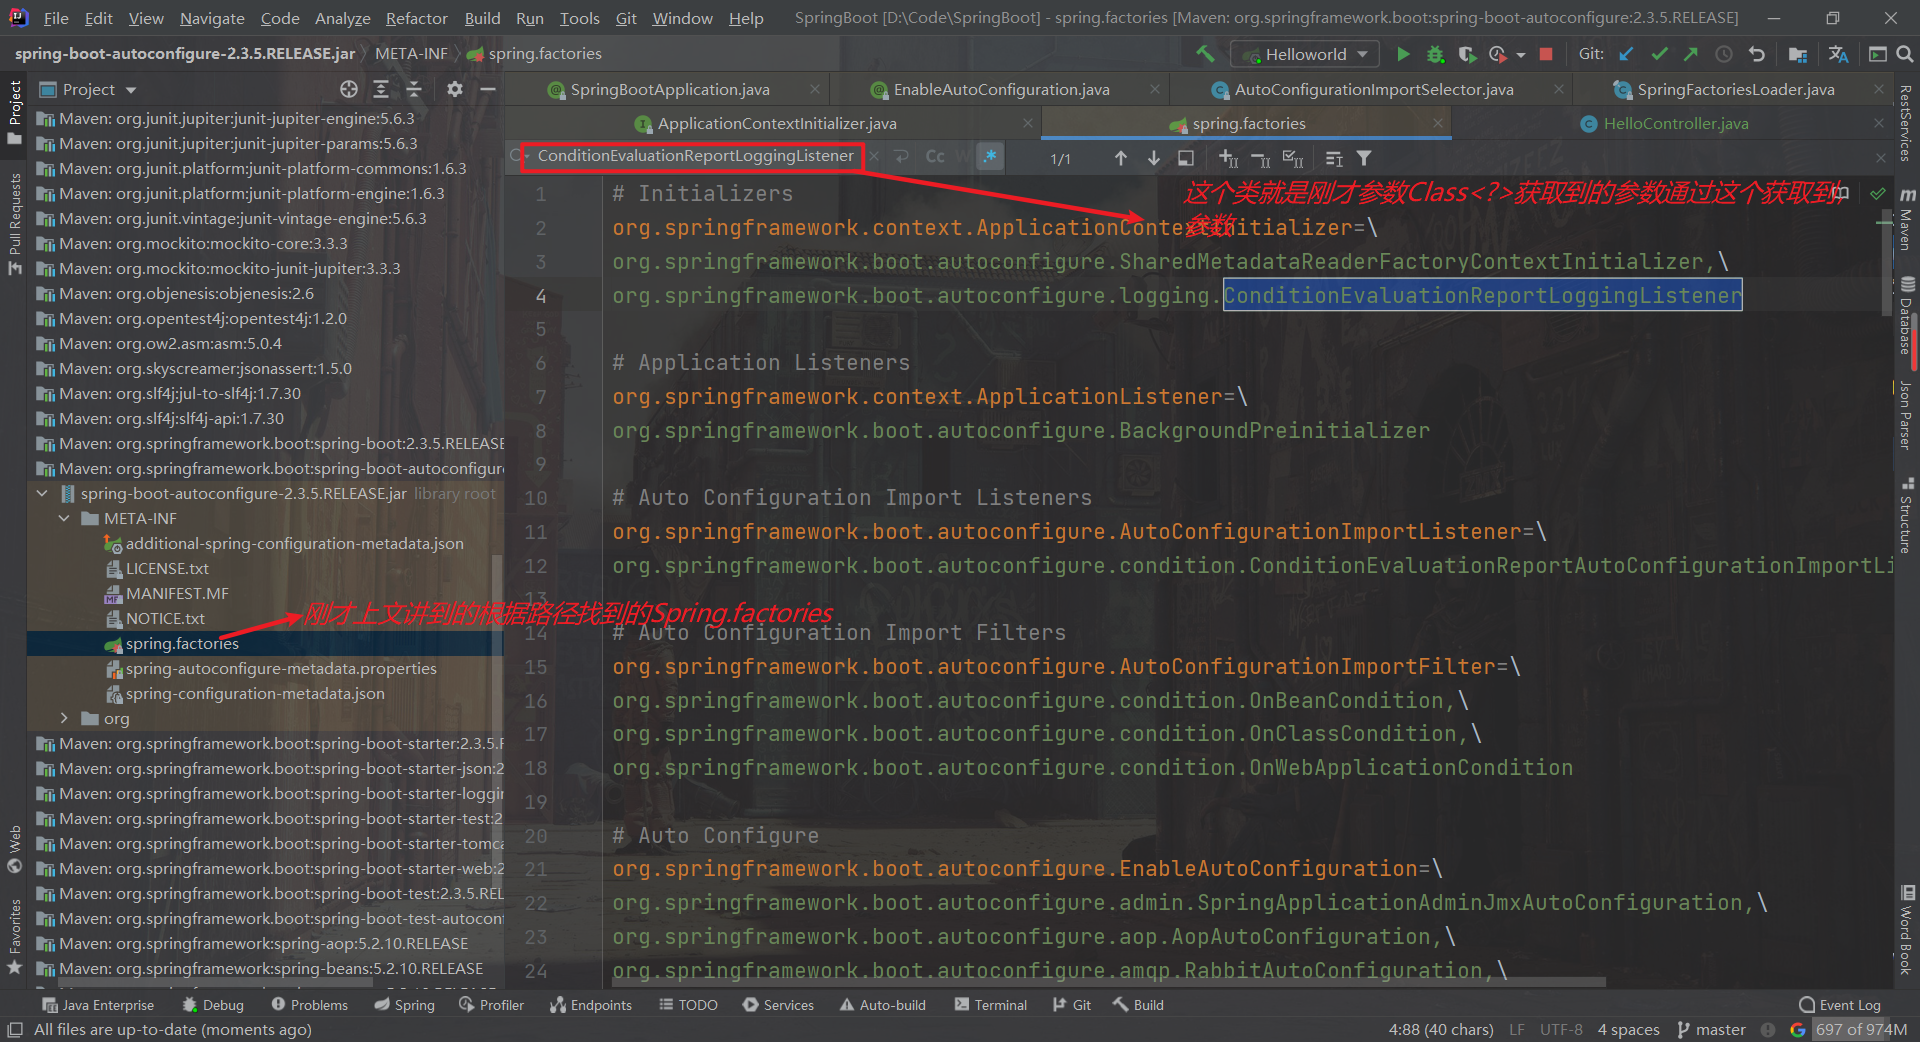 File Edit View Navigate Code Analyze Refactor Build Run Tools Git Window Help SpringBoot [D:\Code\SpringBoot] - spring.factories [Maven: org.springframework.boot:spring-boot-autoconfigure:2.3.5.RELEASE]
spring-boot-autoconfigure-2.3.5.RELEASE.jar META-INF spring.factories Helloworld Git:
Project
SpringBootApplication.java EnableAutoConfiguration.java AutoConfigurationImportSelector.java SpringFactoriesLoader.java
ApplicationContextInitializer.java spring.factories HelloController.java
ConditionEvaluationReportLoggingListener Cc W .* 1/1
Project
Pull Requests
Web
Favorites
Maven: org.junit.jupiter:junit-jupiter-engine:5.6.3
Maven: org.junit.jupiter:junit-jupiter-params:5.6.3
Maven: org.junit.platform:junit-platform-commons:1.6.3
Maven: org.junit.platform:junit-platform-engine:1.6.3
Maven: org.junit.vintage:junit-vintage-engine:5.6.3
Maven: org.mockito:mockito-core:3.3.3
Maven: org.mockito:mockito-junit-jupiter:3.3.3
Maven: org.objenesis:objenesis:2.6
Maven: org.opentest4j:opentest4j:1.2.0
Maven: org.ow2.asm:asm:5.0.4
Maven: org.skyscreamer:jsonassert:1.5.0
Maven: org.slf4j:jul-to-slf4j:1.7.30
Maven: org.slf4j:slf4j-api:1.7.30
Maven: org.springframework.boot:spring-boot:2.3.5.RELEASE
Maven: org.springframework.boot:spring-boot-autoconfigure
spring-boot-autoconfigure-2.3.5.RELEASE.jar library root
META-INF
additional-spring-configuration-metadata.json
LICENSE.txt
MANIFEST.MF
NOTICE.txt
spring.factories
spring-autoconfigure-metadata.properties
spring-configuration-metadata.json
org
Maven: org.springframework.boot:spring-boot-starter:2.3.5.R
Maven: org.springframework.boot:spring-boot-starter-json:2
Maven: org.springframework.boot:spring-boot-starter-loggin
Maven: org.springframework.boot:spring-boot-starter-test:2
Maven: org.springframework.boot:spring-boot-starter-tomca
Maven: org.springframework.boot:spring-boot-starter-web:2
Maven: org.springframework.boot:spring-boot-test:2.3.5.REL
Maven: org.springframework.boot:spring-boot-test-autoconf
Maven: org.springframework:spring-aop:5.2.10.RELEASE
Maven: org.springframework:spring-beans:5.2.10.RELEASE
刚才上文讲到的根据路径找到的Spring.factories
这个类就是刚才参数Class<?>获取到的参数通过这个获取到
参数
1 # Initializers
2 org.springframework.context.ApplicationContextInitializer=\
3 org.springframework.boot.autoconfigure.SharedMetadataReaderFactoryContextInitializer,\
4 org.springframework.boot.autoconfigure.logging.ConditionEvaluationReportLoggingListener
5
6 # Application Listeners
7 org.springframework.context.ApplicationListener=\
8 org.springframework.boot.autoconfigure.BackgroundPreinitializer
9
10 # Auto Configuration Import Listeners
11 org.springframework.boot.autoconfigure.AutoConfigurationImportListener=\
12 org.springframework.boot.autoconfigure.condition.ConditionEvaluationReportAutoConfigurationImportLi
13
14 # Auto Configuration Import Filters
15 org.springframework.boot.autoconfigure.AutoConfigurationImportFilter=\
16 org.springframework.boot.autoconfigure.condition.OnBeanCondition,\
17 org.springframework.boot.autoconfigure.condition.OnClassCondition,\
18 org.springframework.boot.autoconfigure.condition.OnWebApplicationCondition
19
20 # Auto Configure
21 org.springframework.boot.autoconfigure.EnableAutoConfiguration=\
22 org.springframework.boot.autoconfigure.admin.SpringApplicationAdminJmxAutoConfiguration,\
23 org.springframework.boot.autoconfigure.aop.AopAutoConfiguration,\
24 org.springframework.boot.autoconfigure.amqp.RabbitAutoConfiguration,\
RestServices
Maven
Database
Json Parser
Structure
Word Book
Java Enterprise Debug Problems Spring Profiler Endpoints TODO Services Auto-build Terminal Git Build Event Log
All files are up-to-date (moments ago) 4:88 (40 chars) LF UTF-8 4 spaces master 697 of 974M